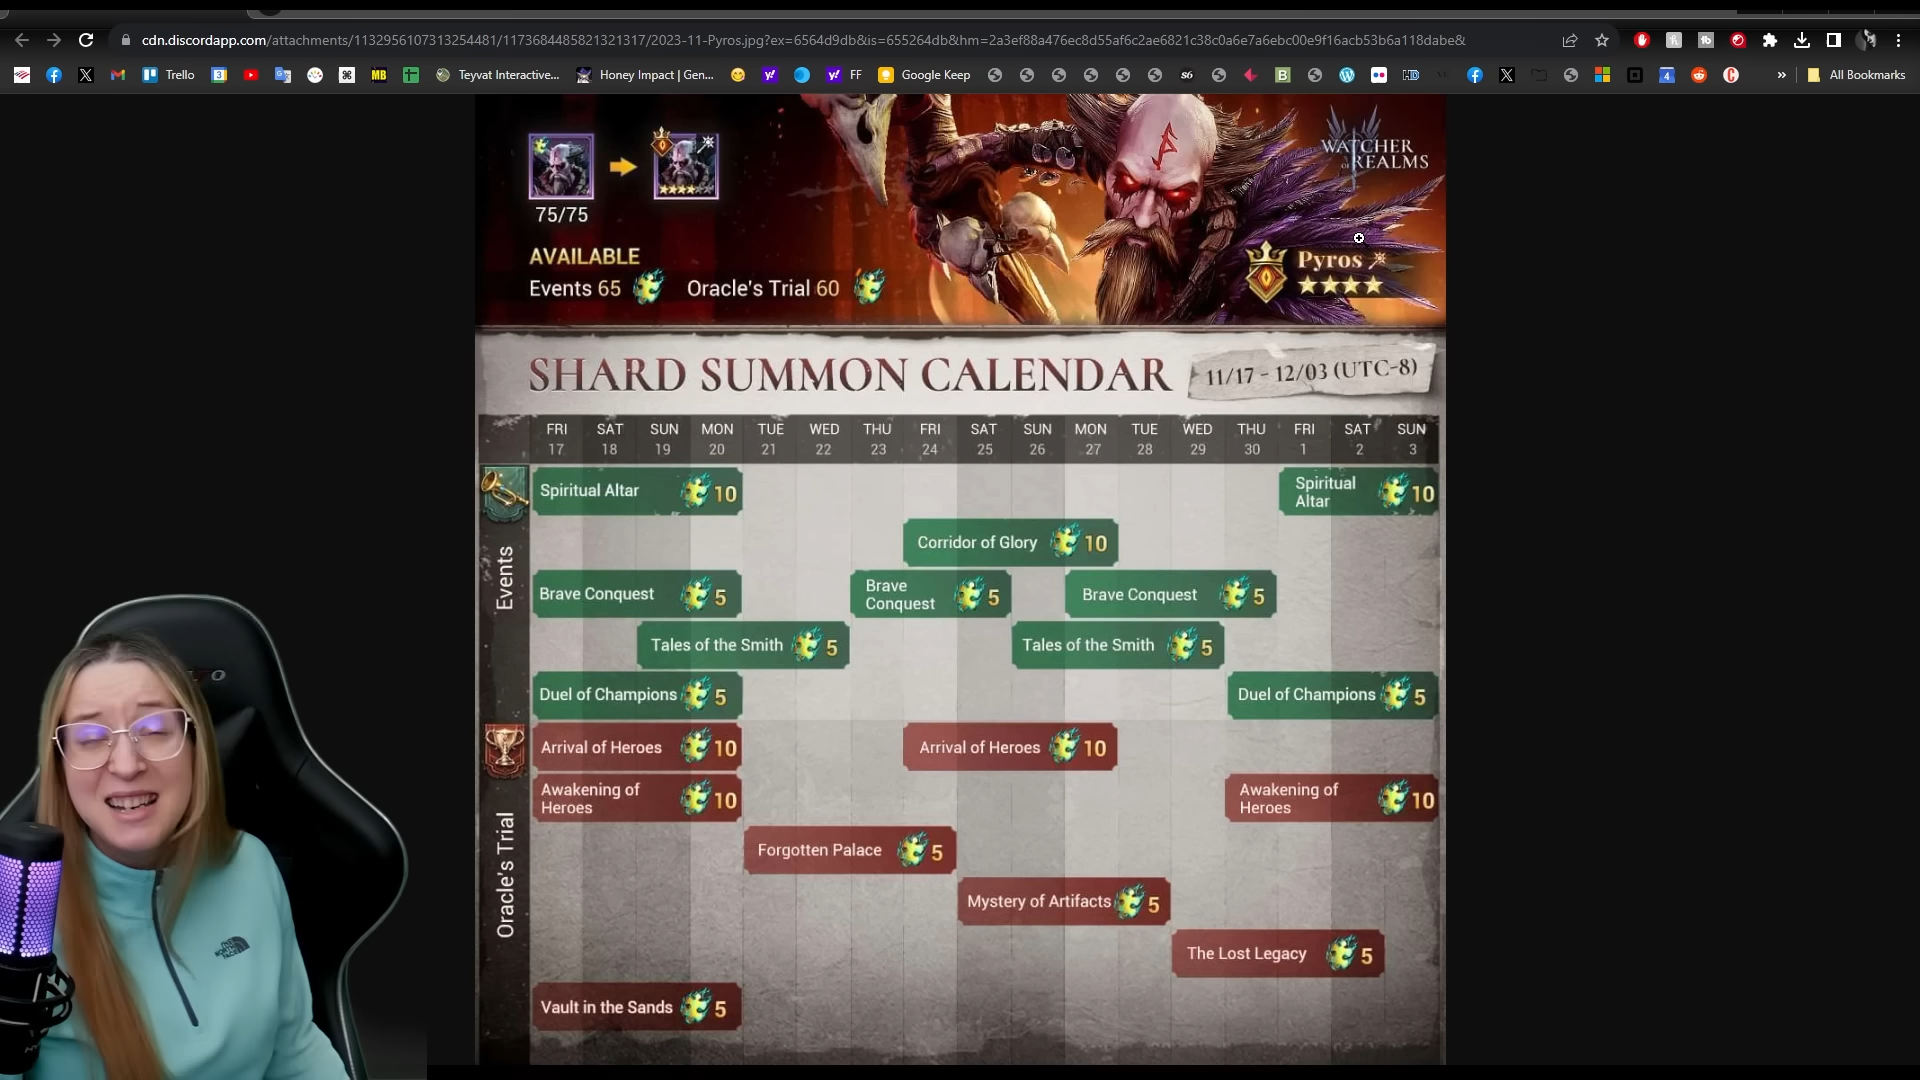 cdn.discordapp.com/attachments/1132956107313254481/1173684485821321317/2023-11-Pyros.jpg?ex=6564d9db&is=655264db&hm=2a3ef88a476ec8d55af6c2ae6821c38c0a6e7a6ebc00e9f16acb53b6a118dabe&
Trello
Teyvat Interactive...
Honey Impact | Gen...
FF
Google Keep
All Bookmarks
WATCHER
OF REALMS
75/75
AVAILABLE
Events 65 Oracle's Trial 60
Pyros
SHARD SUMMON CALENDAR 11/17 - 12/03 (UTC-8)
FRI SAT SUN MON TUE WED THU FRI SAT SUN MON TUE WED THU FRI SAT SUN
17 18 19 20 21 22 23 24 25 26 27 28 29 30 1 2 3
Events
Spiritual Altar 10
Spiritual
Altar 10
Corridor of Glory 10
Brave Conquest 5
Brave
Conquest 5
Brave Conquest 5
Tales of the Smith 5
Tales of the Smith 5
Duel of Champions 5
Duel of Champions 5
Oracle's Trial
Arrival of Heroes 10
Arrival of Heroes 10
Awakening of
Heroes 10
Awakening of
Heroes 10
Forgotten Palace 5
Mystery of Artifacts 5
The Lost Legacy 5
Vault in the Sands 5